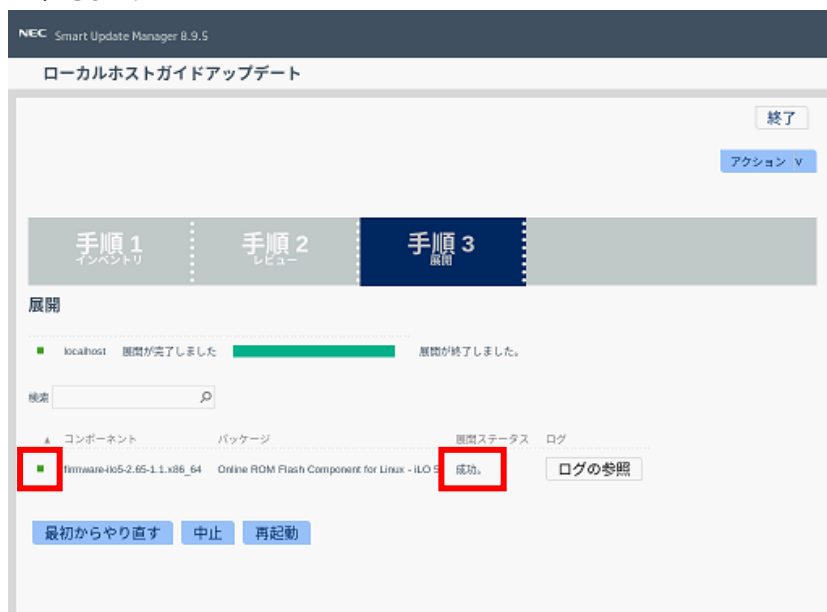 NEC Smart Update Manager 8.9.5
ローカルホストガイドアップデート
終了
アクション ∨
手順 1
インベントリ
手順 2
レビュー
手順 3
展開
展開
localhost 展開が完了しました 展開が終了しました。
検索
▲ コンポーネント パッケージ 展開ステータス ログ
firmware-ilo5-2.65-1.1.x86_64 Online ROM Flash Component for Linux - iLO 5 成功。 ログの参照
最初からやり直す 中止 再起動